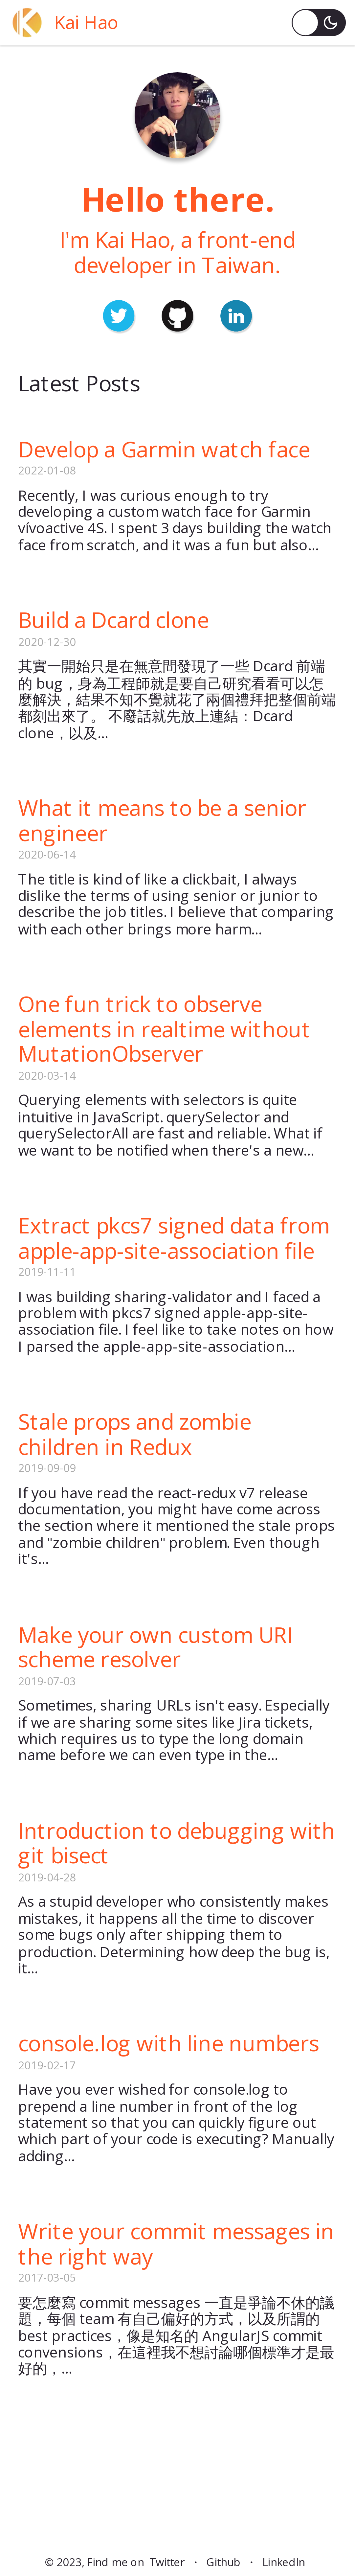 Kai Hao
Hello there.
I'm Kai Hao, a front-end
developer in Taiwan.
Latest Posts
Develop a Garmin watch face
2022-01-08
Recently, I was curious enough to try
developing a custom watch face for Garmin
vívoactive 4S. I spent 3 days building the watch
face from scratch, and it was a fun but also...
Build a Dcard clone
2020-12-30
其實一開始只是在無意間發現了一些 Dcard 前端
的 bug，身為工程師就是要自己研究看看可以怎
麼解決，結果不知不覺就花了兩個禮拜把整個前端
都刻出來了。 不廢話就先放上連結：Dcard
clone，以及...
What it means to be a senior
engineer
2020-06-14
The title is kind of like a clickbait, I always
dislike the terms of using senior or junior to
describe the job titles. I believe that comparing
with each other brings more harm...
One fun trick to observe
elements in realtime without
MutationObserver
2020-03-14
Querying elements with selectors is quite
intuitive in JavaScript. querySelector and
querySelectorAll are fast and reliable. What if
we want to be notified when there's a new...
Extract pkcs7 signed data from
apple-app-site-association file
2019-11-11
I was building sharing-validator and I faced a
problem with pkcs7 signed apple-app-site-
association file. I feel like to take notes on how
I parsed the apple-app-site-association...
Stale props and zombie
children in Redux
2019-09-09
If you have read the react-redux v7 release
documentation, you might have come across
the section where it mentioned the stale props
and "zombie children" problem. Even though
it's...
Make your own custom URI
scheme resolver
2019-07-03
Sometimes, sharing URLs isn't easy. Especially
if we are sharing some sites like Jira tickets,
which requires us to type the long domain
name before we can even type in the...
Introduction to debugging with
git bisect
2019-04-28
As a stupid developer who consistently makes
mistakes, it happens all the time to discover
some bugs only after shipping them to
production. Determining how deep the bug is,
it...
console.log with line numbers
2019-02-17
Have you ever wished for console.log to
prepend a line number in front of the log
statement so that you can quickly figure out
which part of your code is executing? Manually
adding...
Write your commit messages in
the right way
2017-03-05
要怎麼寫 commit messages 一直是爭論不休的議
題，每個 team 有自己偏好的方式，以及所謂的
best practices，像是知名的 AngularJS commit
convensions，在這裡我不想討論哪個標準才是最
好的，...
© 2023, Find me on Twitter · Github · LinkedIn